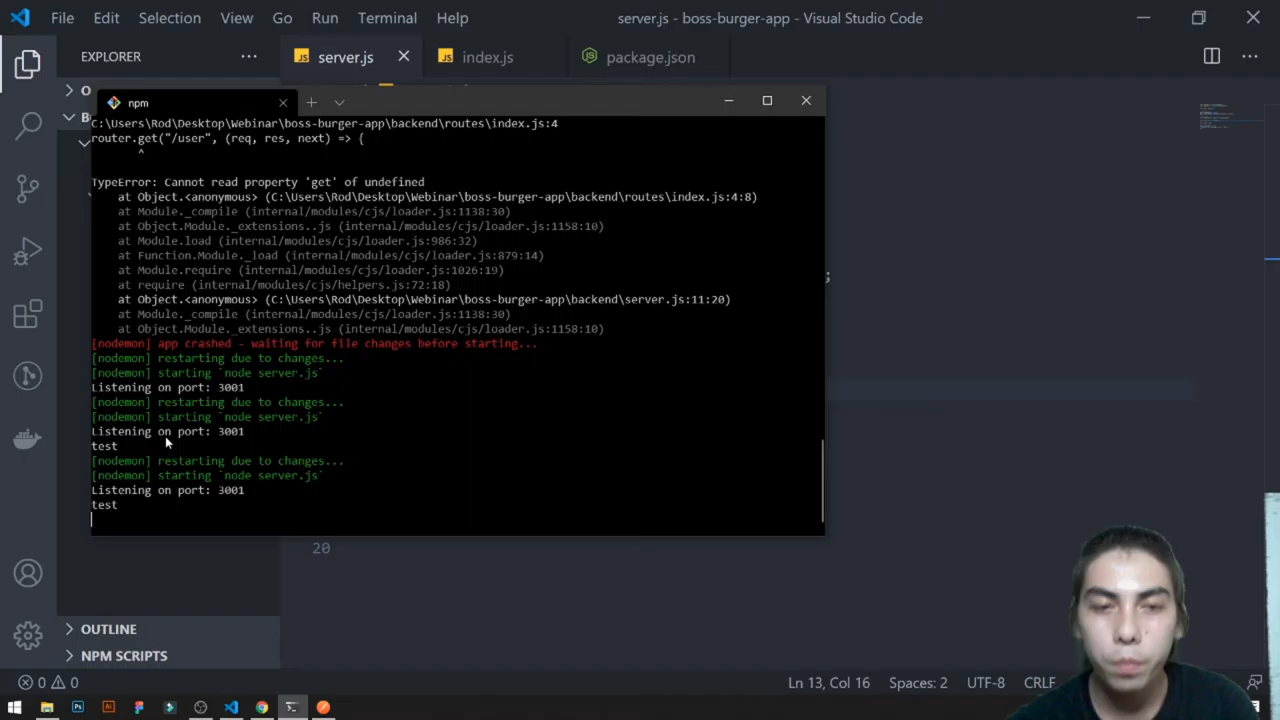 File Edit Selection View Go Run Terminal Help
server.js - boss-burger-app - Visual Studio Code
EXPLORER
server.js
index.js
package.json
O
B
npm
C:\Users\Rod\Desktop\Webinar\boss-burger-app\backend\routes\index.js:4
router.get("/user", (req, res, next) => {
^
TypeError: Cannot read property 'get' of undefined
at Object.<anonymous> (C:\Users\Rod\Desktop\Webinar\boss-burger-app\backend\routes\index.js:4:8)
at Module._compile (internal/modules/cjs/loader.js:1138:30)
at Object.Module._extensions..js (internal/modules/cjs/loader.js:1158:10)
at Module.load (internal/modules/cjs/loader.js:986:32)
at Function.Module._load (internal/modules/cjs/loader.js:879:14)
at Module.require (internal/modules/cjs/loader.js:1026:19)
at require (internal/modules/cjs/helpers.js:72:18)
at Object.<anonymous> (C:\Users\Rod\Desktop\Webinar\boss-burger-app\backend\server.js:11:20)
at Module._compile (internal/modules/cjs/loader.js:1138:30)
at Object.Module._extensions..js (internal/modules/cjs/loader.js:1158:10)
[nodemon] app crashed - waiting for file changes before starting...
[nodemon] restarting due to changes...
[nodemon] starting `node server.js`
Listening on port: 3001
[nodemon] restarting due to changes...
[nodemon] starting `node server.js`
Listening on port: 3001
test
[nodemon] restarting due to changes...
[nodemon] starting `node server.js`
Listening on port: 3001
test
;
20
OUTLINE
NPM SCRIPTS
0 0
Ln 13, Col 16 Spaces: 2 UTF-8 CRLF